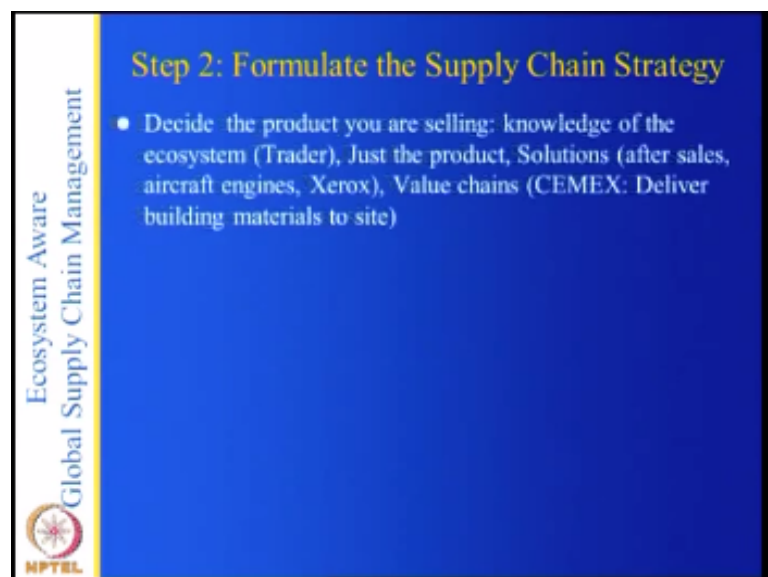 Step 2: Formulate the Supply Chain Strategy
Decide the product you are selling: knowledge of the
ecosystem (Trader), Just the product, Solutions (after sales,
aircraft engines, Xerox), Value chains (CEMEX: Deliver
building materials to site)
Ecosystem Aware
Global Supply Chain Management
NPTEL